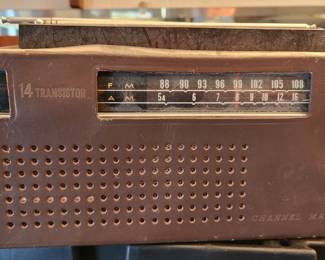 14 TRANSISTOR
F M 88 90 93 96 99 102 105 108
A M 54 6 7 8 9 10 12 16
CHANNEL MA